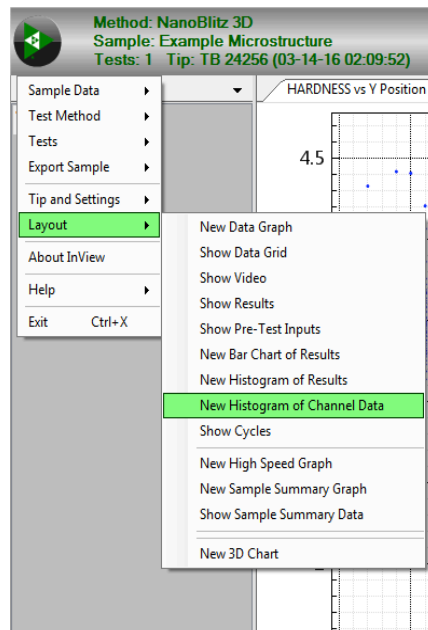 Method: NanoBlitz 3D
Sample: Example Microstructure
Tests: 1 Tip: TB 24256 (03-14-16 02:09:52)
HARDNESS vs Y Position
4.5
Sample Data
Test Method
Tests
Export Sample
Tip and Settings
Layout
About InView
Help
Exit Ctrl+X
New Data Graph
Show Data Grid
Show Video
Show Results
Show Pre-Test Inputs
New Bar Chart of Results
New Histogram of Results
New Histogram of Channel Data
Show Cycles
New High Speed Graph
New Sample Summary Graph
Show Sample Summary Data
New 3D Chart